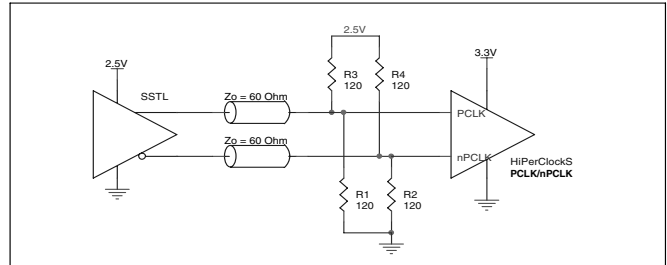 2.5V
2.5V
3.3V
SSTL
Zo = 60 Ohm
R3
120
R4
120
PCLK
Zo = 60 Ohm
nPCLK
HiPerClockS
PCLK/nPCLK
R1
120
R2
120